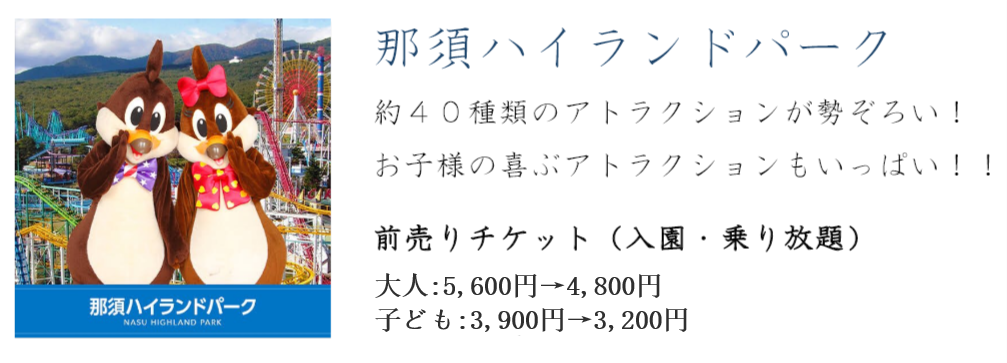 那須ハイランドパーク
約４０種類のアトラクションが勢ぞろい！
お子様の喜ぶアトラクションもいっぱい！！
前売りチケット（入園・乗り放題）
大人:5,600円→4,800円
子ども:3,900円→3,200円
那須ハイランドパーク
NASU HIGHLAND PARK